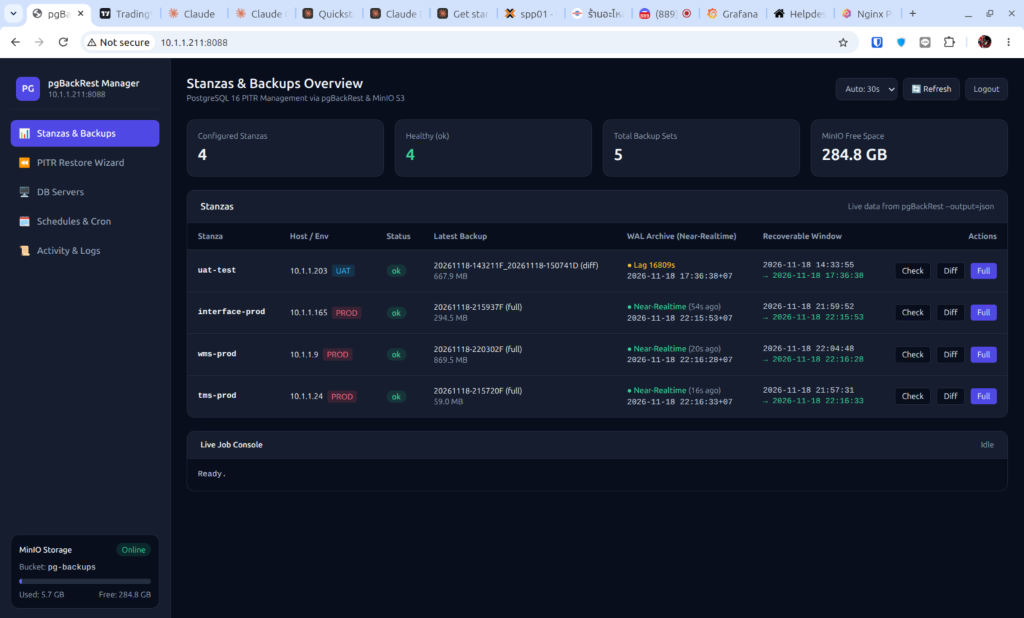 pgBa
Trading
Claude
Claude
Quickst
Claude
Get sta
spp01 -
ร้านอะไห
(889)
Grafana
Helpdes
Nginx P
Not secure 10.1.1.211:8088
PG
pgBackRest Manager
10.1.1.211:8088
Stanzas & Backups
PITR Restore Wizard
DB Servers
Schedules & Cron
Activity & Logs
MinIO Storage Online
Bucket: pg-backups
Used: 5.7 GB Free: 284.8 GB
Stanzas & Backups Overview
PostgreSQL 16 PITR Management via pgBackRest & MinIO S3
Auto: 30s Refresh Logout
Configured Stanzas
4
Healthy (ok)
4
Total Backup Sets
5
MinIO Free Space
284.8 GB
Stanzas Live data from pgBackRest --output=json
Stanza Host / Env Status Latest Backup WAL Archive (Near-Realtime) Recoverable Window Actions
uat-test 10.1.1.203 UAT ok
20261118-143211F_20261118-150741D (diff)
667.9 MB
● Lag 16809s
2026-11-18 17:36:38+07
2026-11-18 14:33:55
→ 2026-11-18 17:36:38
Check Diff Full
interface-prod 10.1.1.165 PROD ok
20261118-215937F (full)
294.5 MB
● Near-Realtime (54s ago)
2026-11-18 22:15:53+07
2026-11-18 21:59:52
→ 2026-11-18 22:15:53
Check Diff Full
wms-prod 10.1.1.9 PROD ok
20261118-220302F (full)
869.5 MB
● Near-Realtime (20s ago)
2026-11-18 22:16:28+07
2026-11-18 22:04:48
→ 2026-11-18 22:16:28
Check Diff Full
tms-prod 10.1.1.24 PROD ok
20261118-215720F (full)
59.0 MB
● Near-Realtime (16s ago)
2026-11-18 22:16:33+07
2026-11-18 21:57:31
→ 2026-11-18 22:16:33
Check Diff Full
Live Job Console Idle
Ready.